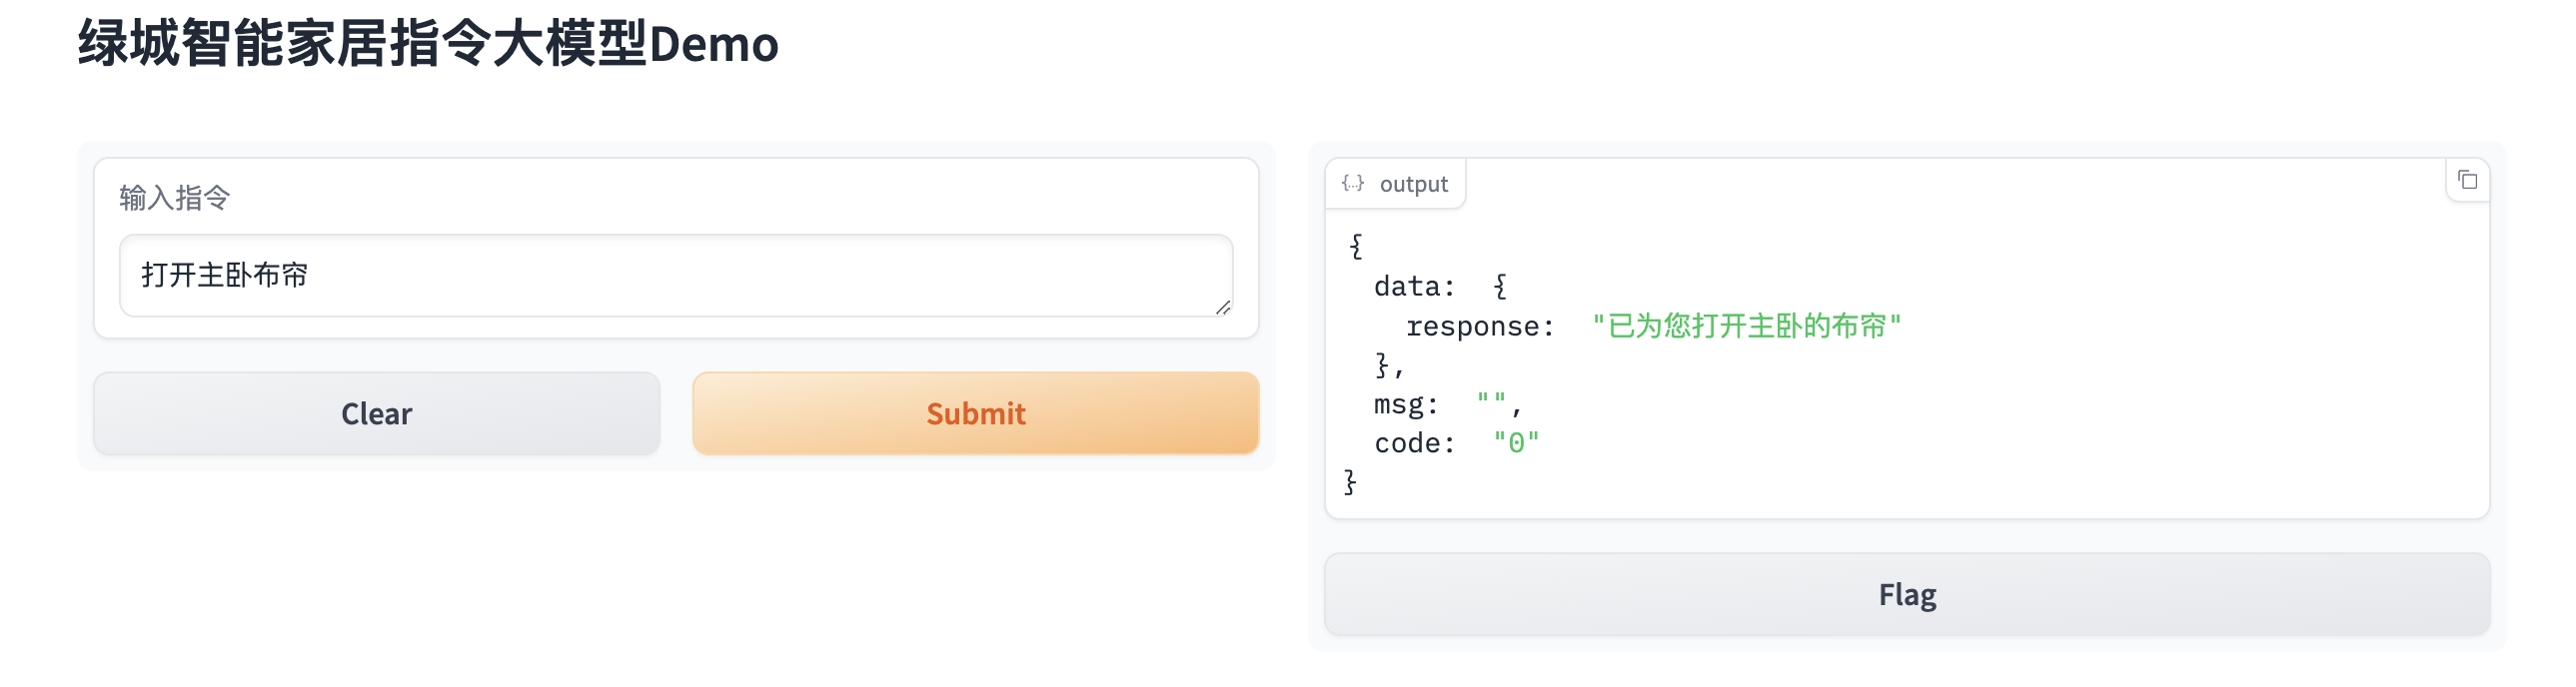 绿城智能家居指令大模型Demo
输入指令
打开主卧布帘
Clear
Submit
{...} output
{
data: {
response: "已为您打开主卧的布帘"
},
msg: "",
code: "0"
}
Flag